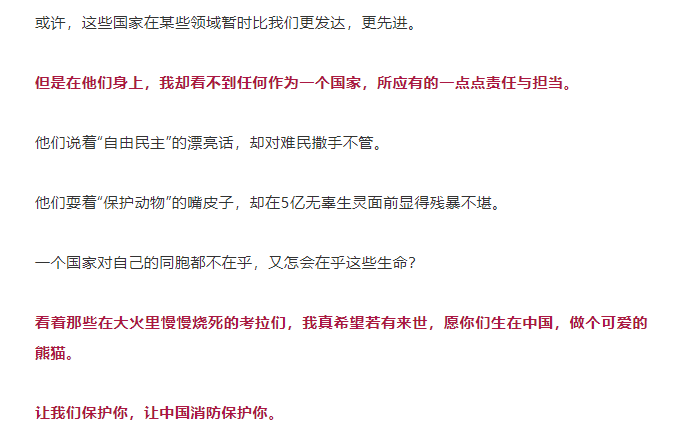 或许，这些国家在某些领域暂时比我们更发达，更先进。
但是在他们身上，我却看不到任何作为一个国家，所应有的一点点责任与担当。
他们说着“自由民主”的漂亮话，却对难民撒手不管。
他们耍着“保护动物”的嘴皮子，却在5亿无辜生灵面前显得残暴不堪。
一个国家对自己的同胞都不在乎，又怎会在乎这些生命？
看着那些在大火里慢慢烧死的考拉们，我真希望若有来世，愿你们生在中国，做个可爱的
熊猫。
让我们保护你，让中国消防保护你。